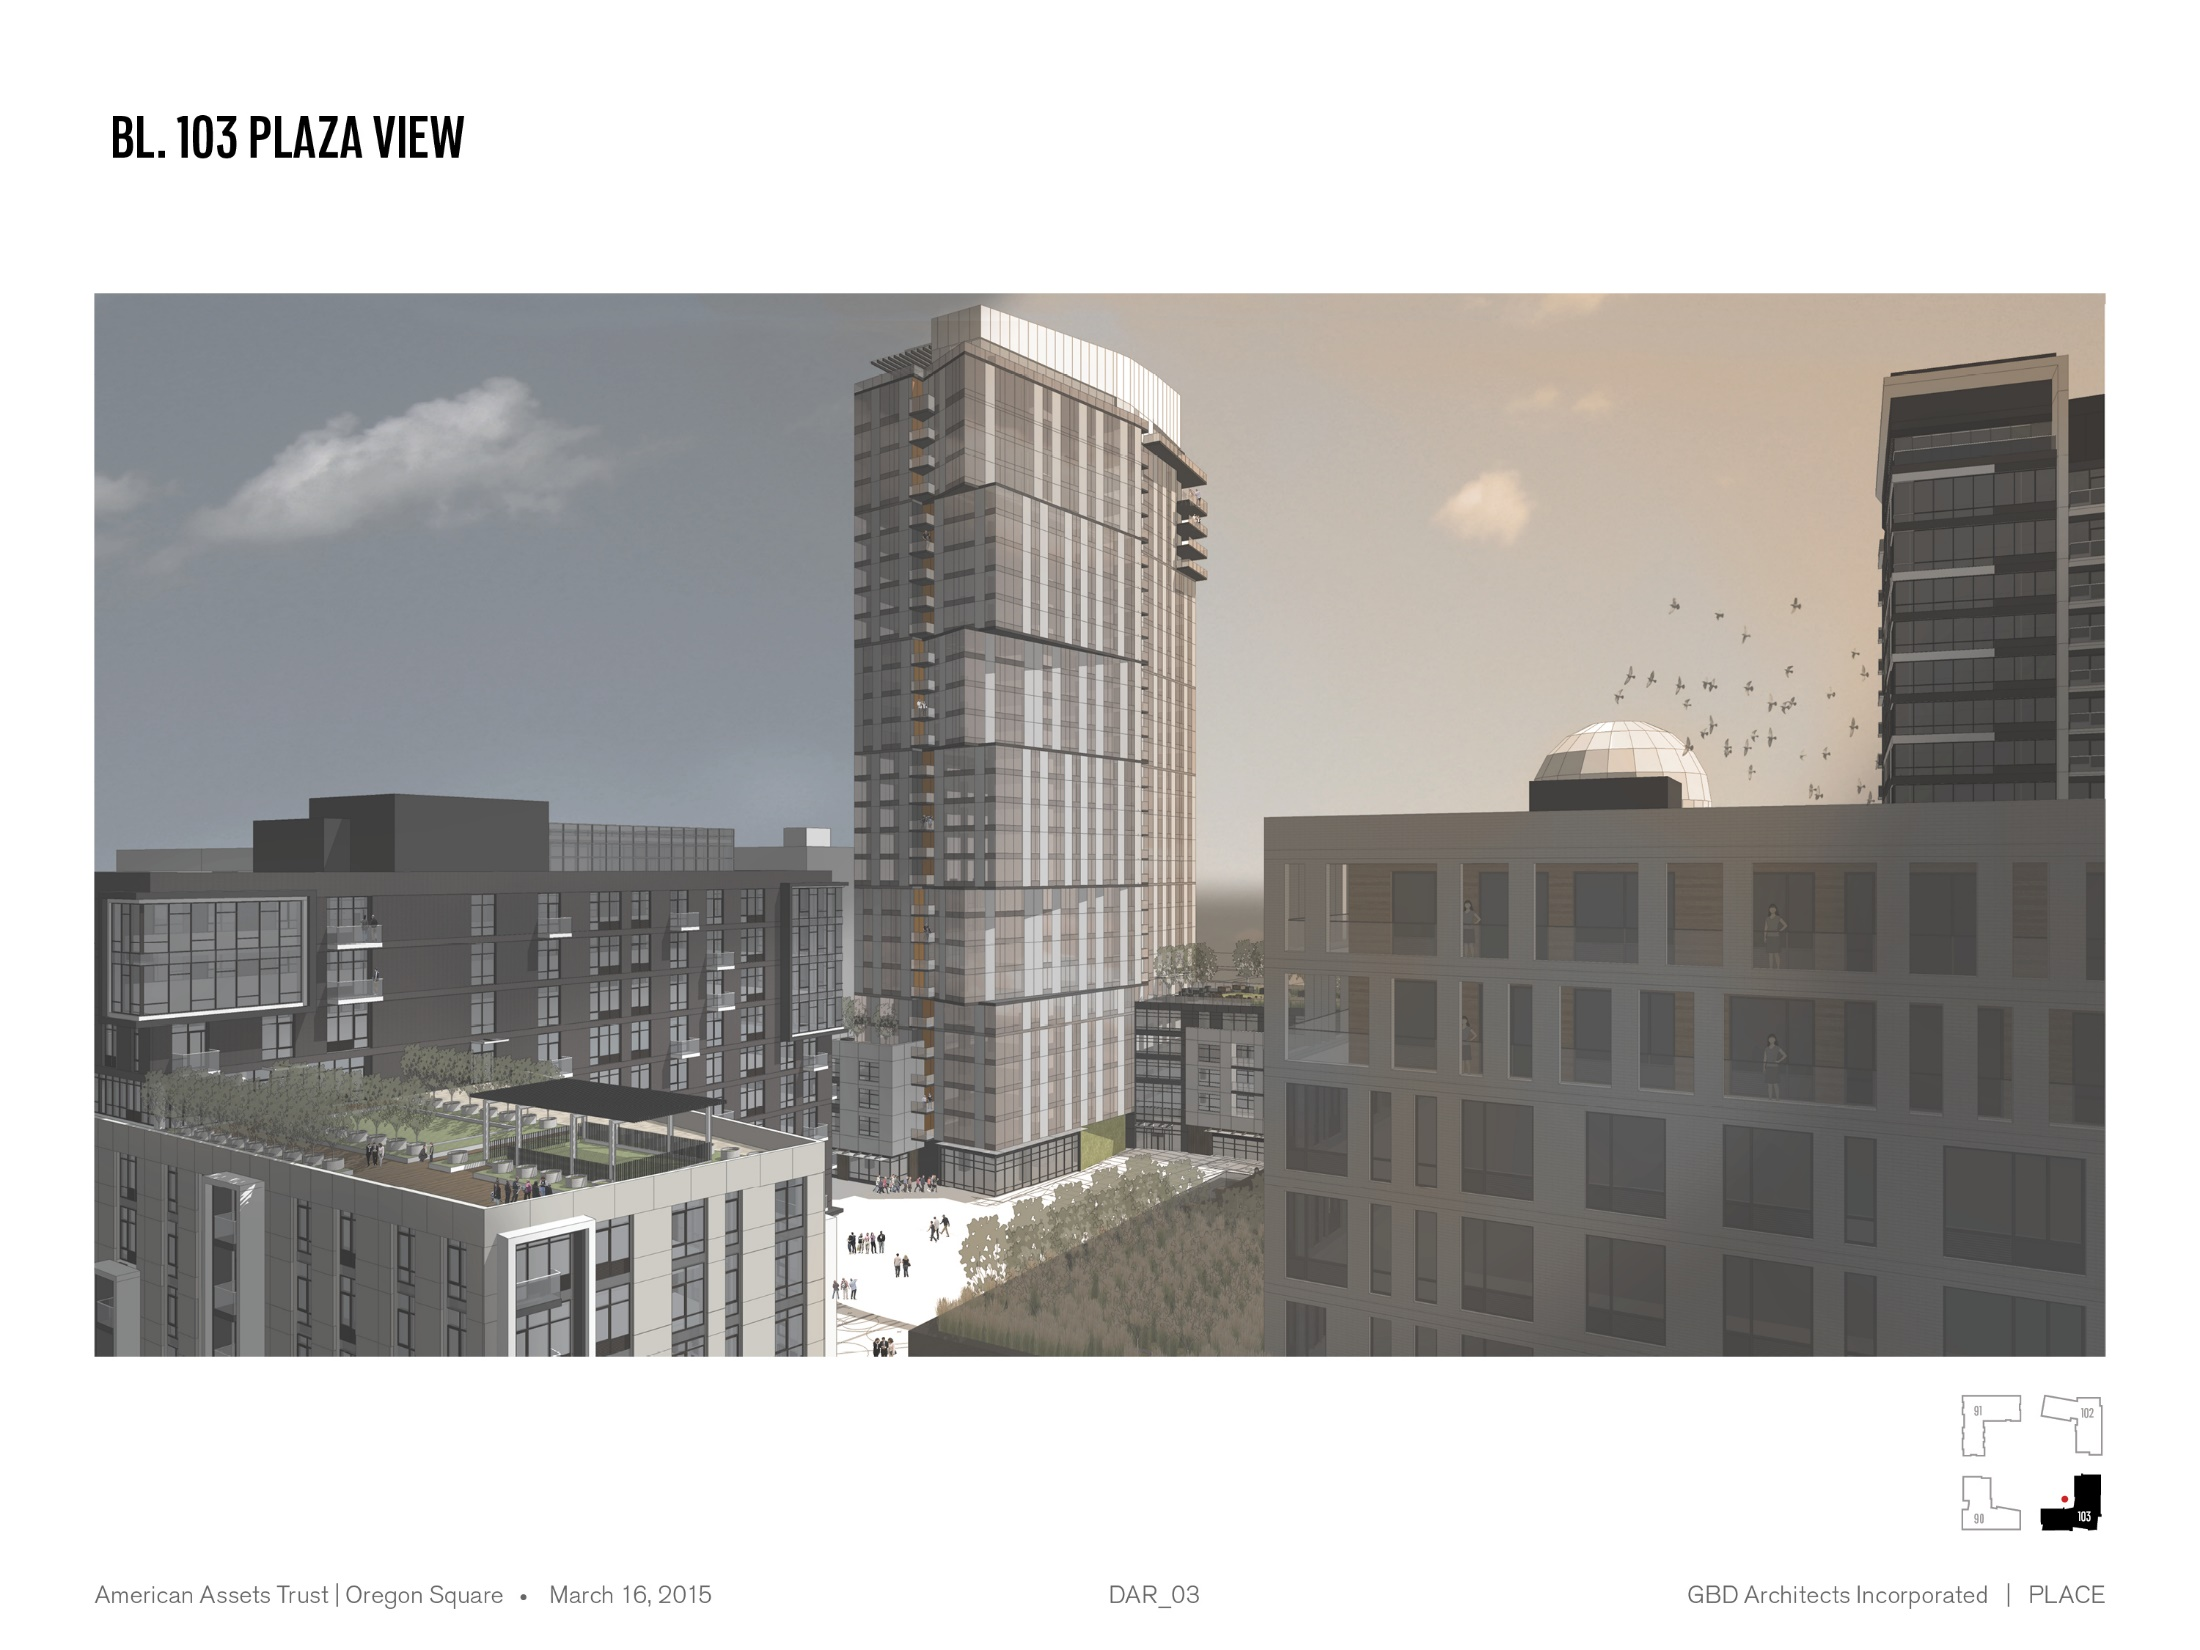 BL. 103 PLAZA VIEW
91
102
90
103
American Assets Trust | Oregon Square • March 16, 2015
DAR_03
GBD Architects Incorporated | PLACE